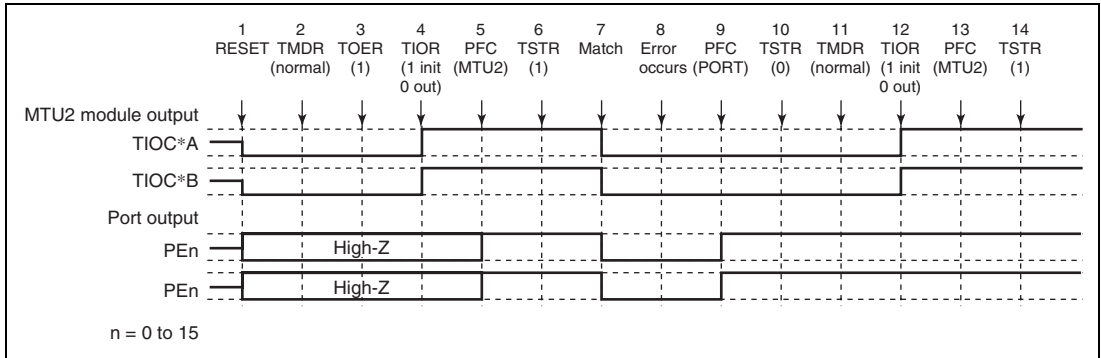 1 2 3 4 5 6 7 8 9 10 11 12 13 14
RESET TMDR TOER TIOR PFC TSTR Match Error PFC TSTR TMDR TIOR PFC TSTR
(normal) (1) (1 init (MTU2) (1) occurs (PORT) (0) (normal) (1 init (MTU2) (1)
0 out) 0 out)
MTU2 module output
TIOC*A
TIOC*B
Port output
PEn High-Z
PEn High-Z
n = 0 to 15